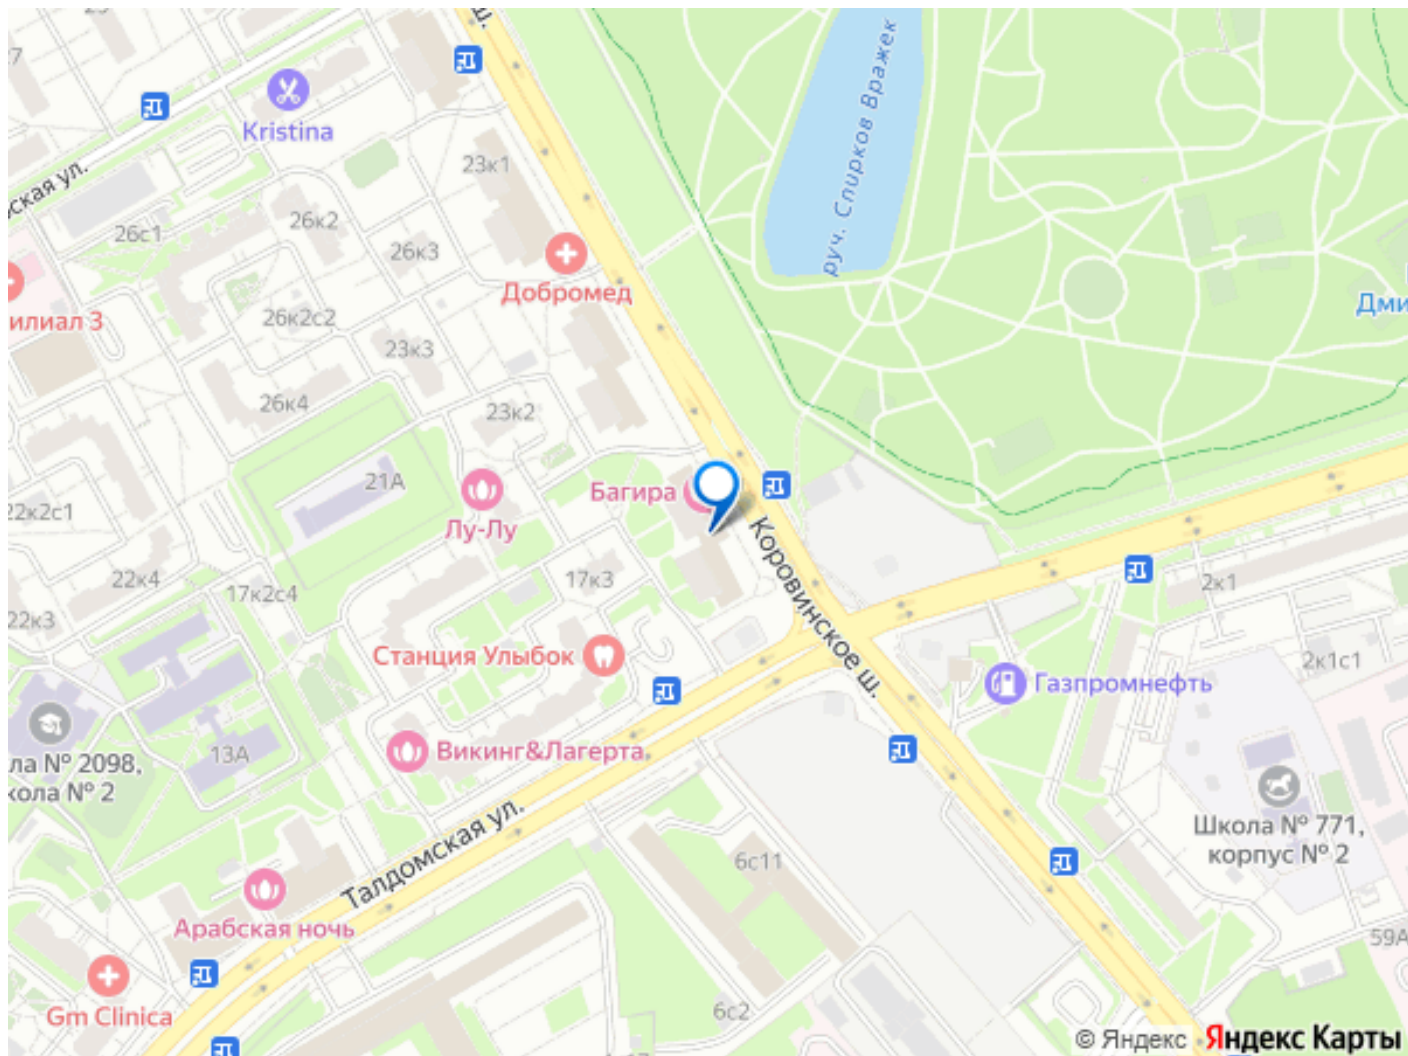 ш.
Kristina
23к1
ская ул.
26с1
26к2
26к3
Добромед
руч. Спирков Вражек
илиал 3
26к2с2
23к3
Дми
26к4
23к2
21А
Багира
22к2с1
Лу-Лу
Коровинское ш.
22к4
17к2с4
17к3
2к1
22к3
Станция Улыбок
Газпромнефть
2к1с1
13А
Викинг&Лагерта
ла № 2098,
кола № 2
Талдомская ул.
6с11
Школа № 771,
корпус № 2
Арабская ночь
59А
Gm Clinica
6с2
© Яндекс Яндекс Карты